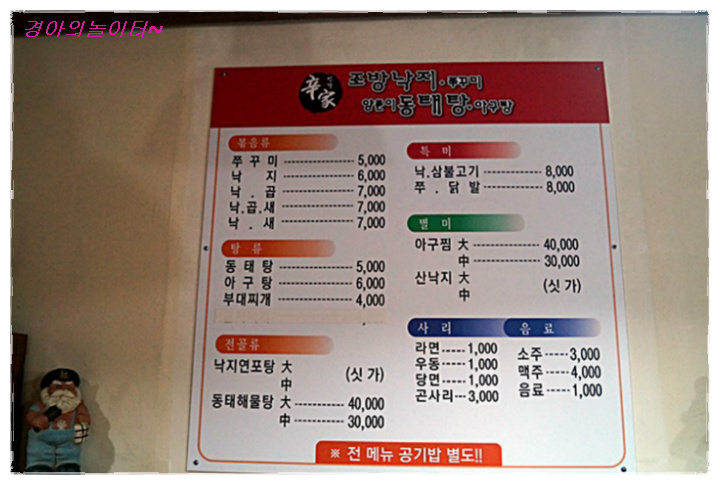 경아의놀이터~
辛家 조방낙지·쭈꾸미
동태탕·아구탕
볶음류
쭈꾸미 5,000
낙지 6,000
낙.곱 7,000
낙.곱.새 7,000
낙.새 7,000
탕류
동태탕 5,000
아구탕 6,000
부대찌개 4,000
전골류
낙지연포탕 大 (싯가)
中
동태해물탕 大 40,000
中 30,000
특미
낙.삼불고기 8,000
쭈.닭발 8,000
별미
아구찜 大 40,000
中 30,000
산낙지 大 (싯가)
中
사리
라면 1,000
우동 1,000
당면 1,000
곤사리 3,000
음료
소주 3,000
맥주 4,000
음료 1,000
※ 전 메뉴 공기밥 별도!!